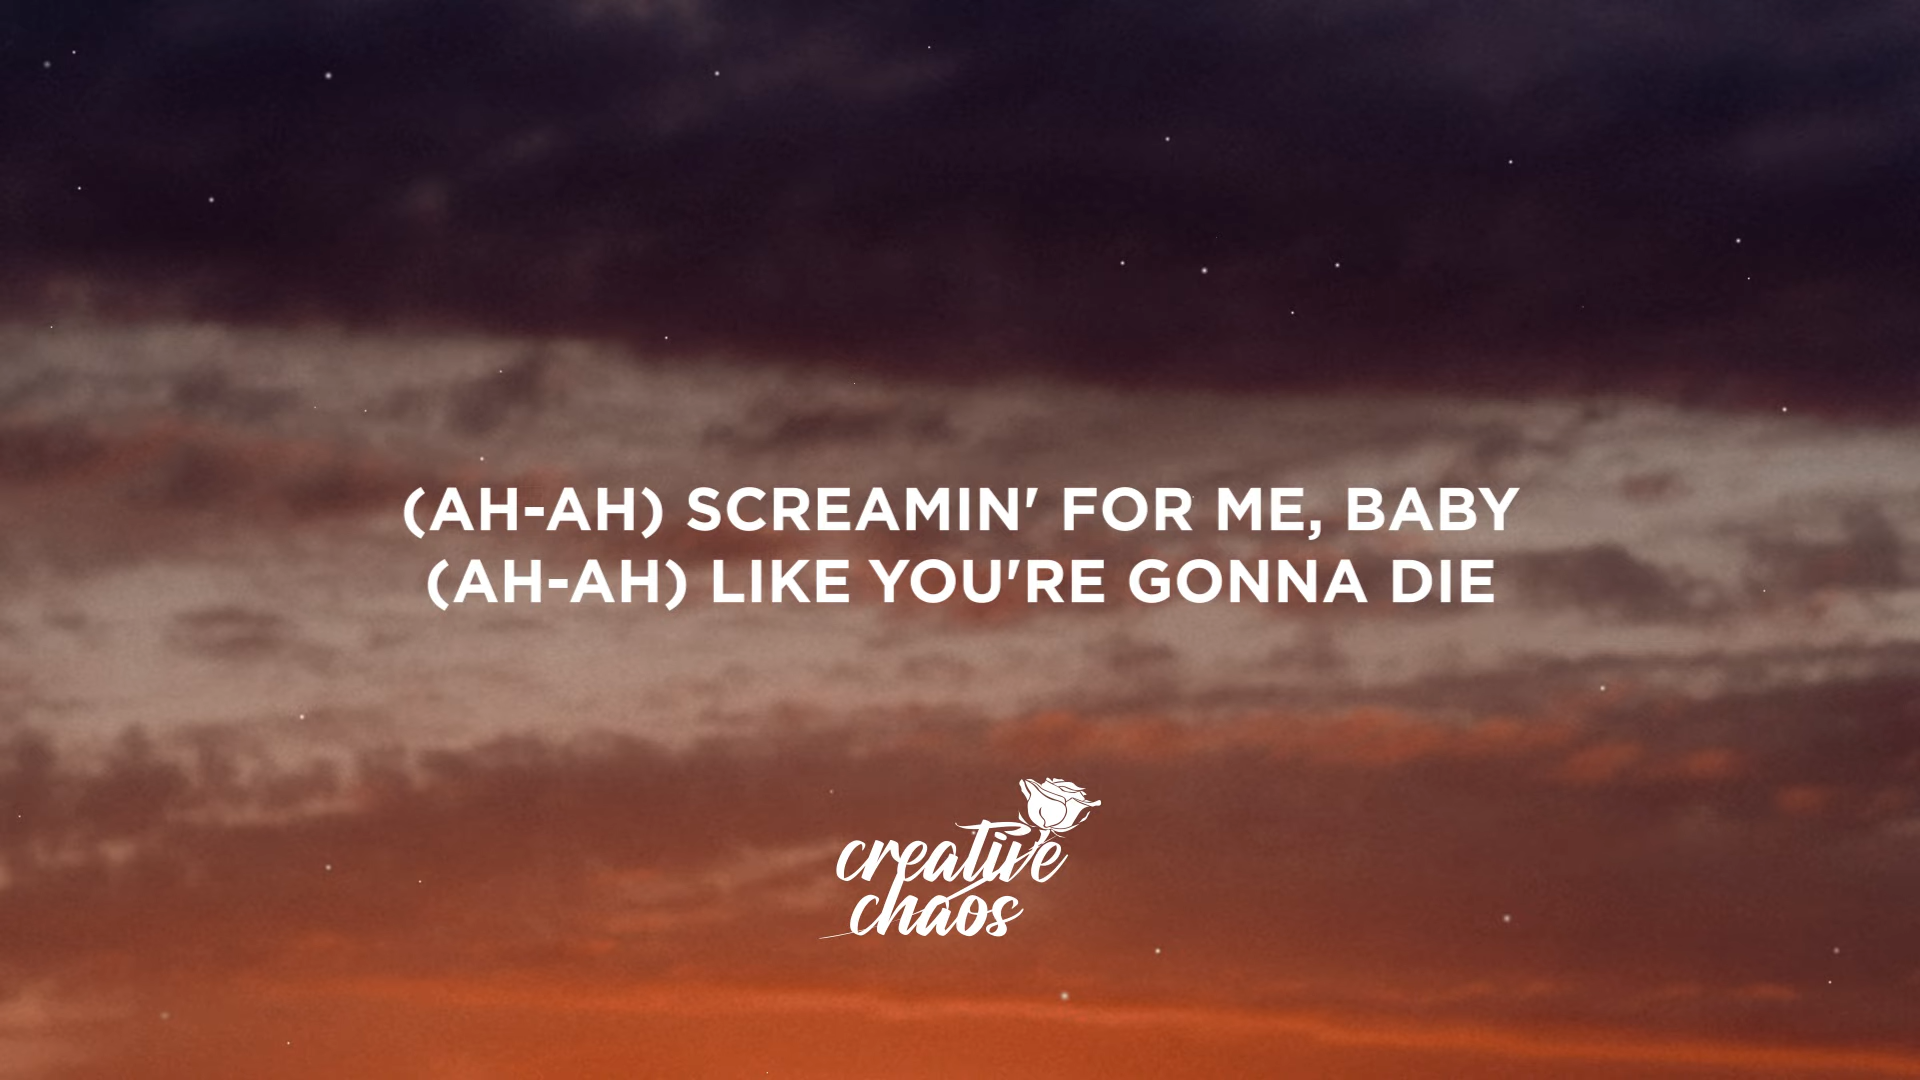 (AH-AH) SCREAMIN' FOR ME, BABY
(AH-AH) LIKE YOU'RE GONNA DIE
creative
chaos